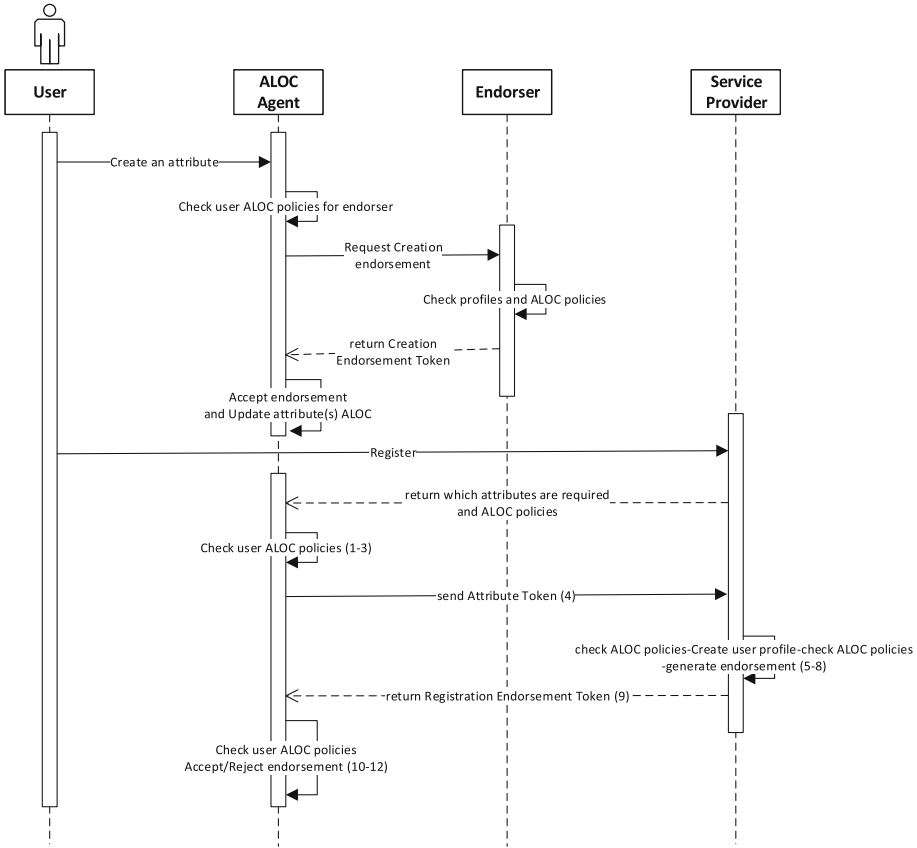 User
ALOC
Agent
Endorser
Service
Provider
Create an attribute
Check user ALOC policies for endorser
Request Creation
endorsement
Check profiles and ALOC policies
return Creation
Endorsement Token
Accept endorsement
and Update attribute(s) ALOC
Register
return which attributes are required
and ALOC policies
Check user ALOC policies (1-3)
send Attribute Token (4)
check ALOC policies-Create user profile-check ALOC policies
-generate endorsement (5-8)
return Registration Endorsement Token (9)
Check user ALOC policies
Accept/Reject endorsement (10-12)